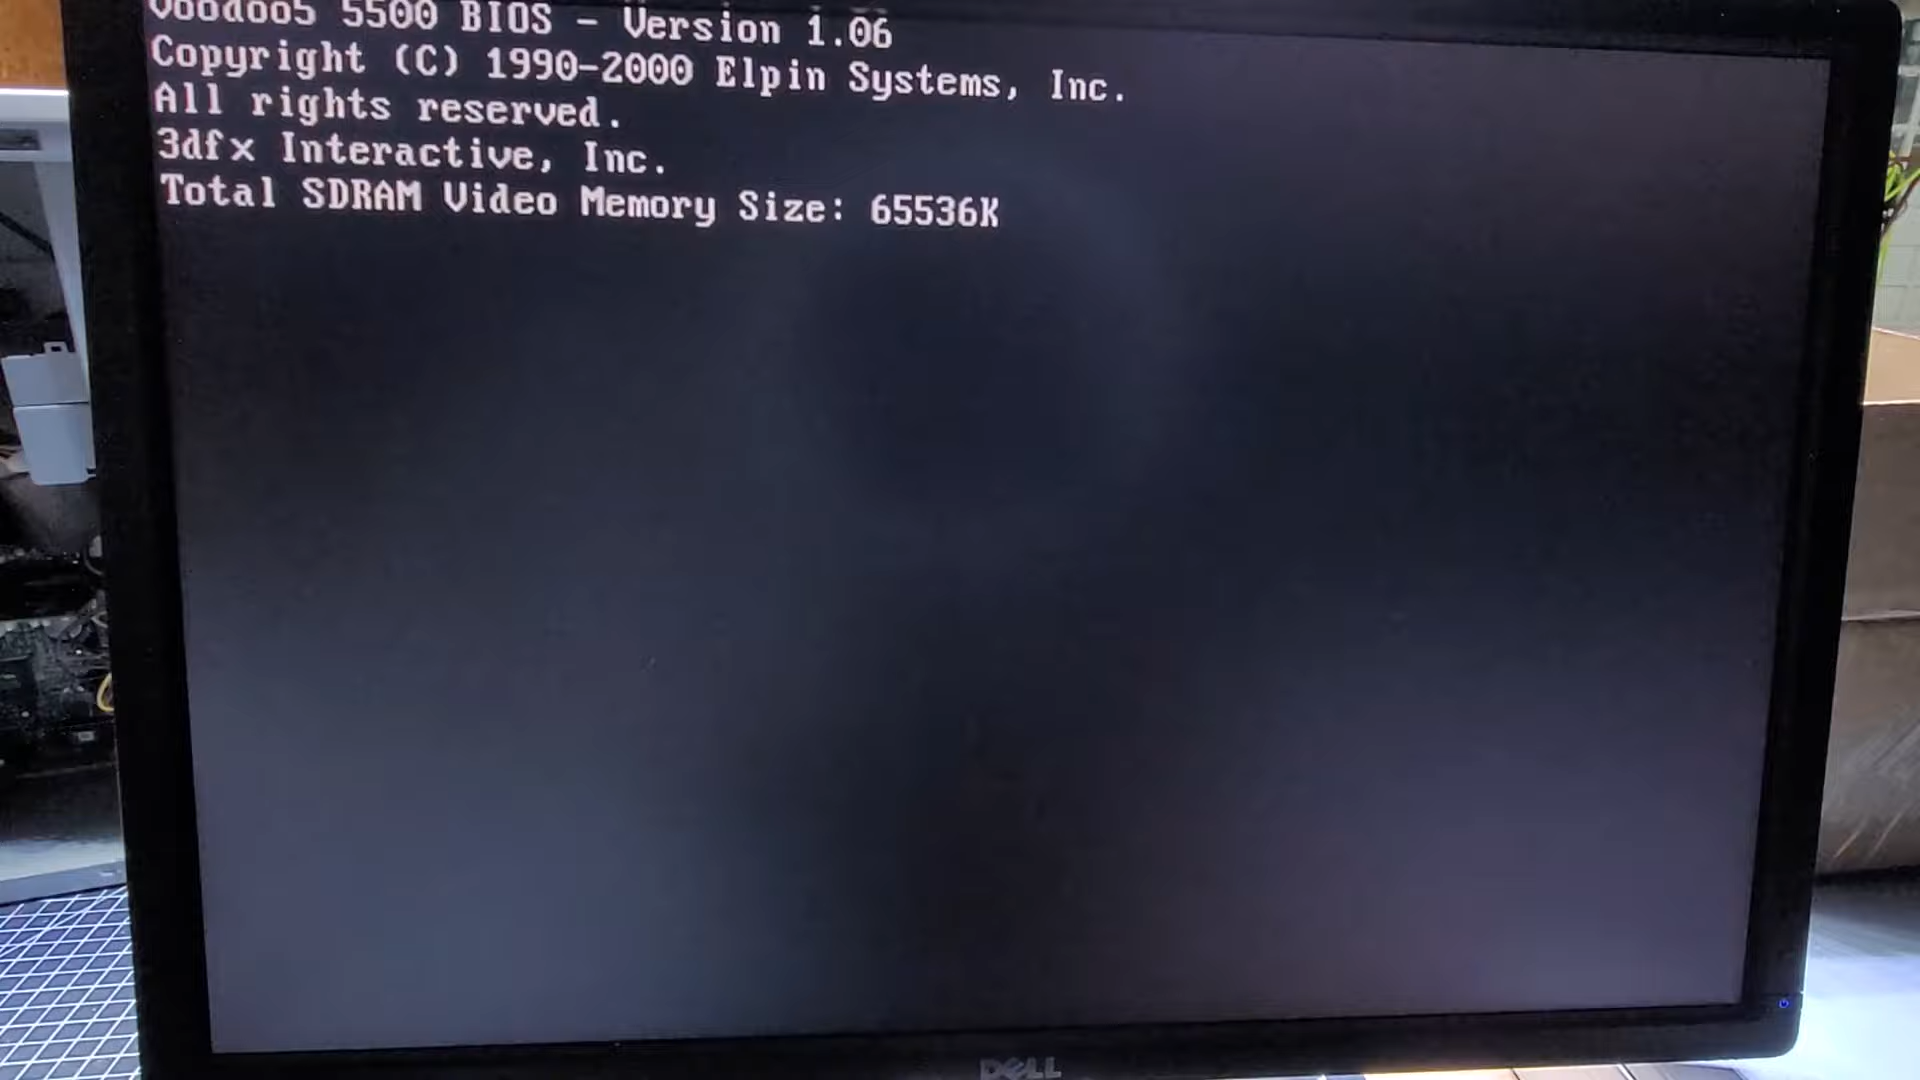 Voodoo5 5500 BIOS - Version 1.06
Copyright (C) 1990-2000 Elpin Systems, Inc.
All rights reserved.
3dfx Interactive, Inc.
Total SDRAM Video Memory Size: 65536K
DELL